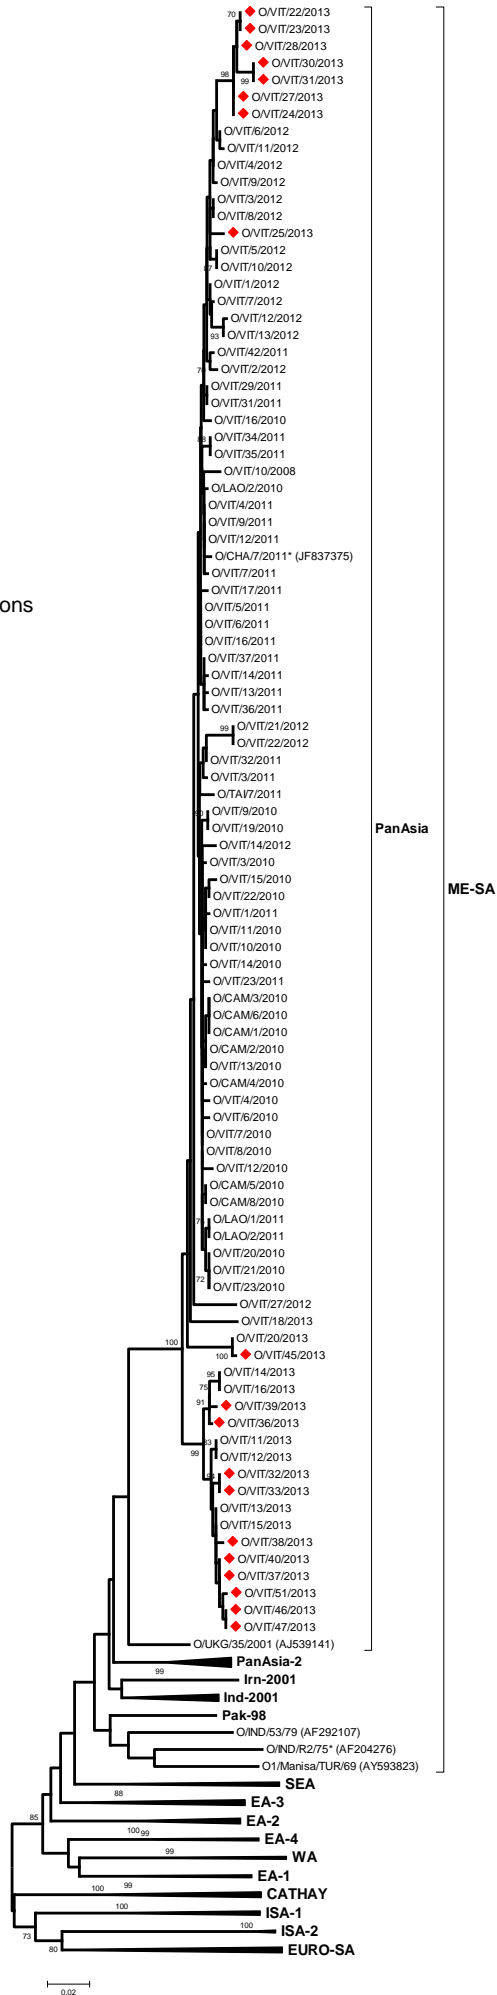 70
O/VIT/22/2013
O/VIT/23/2013
O/VIT/28/2013
O/VIT/30/2013
99
O/VIT/31/2013
98
O/VIT/27/2013
O/VIT/24/2013
O/VIT/6/2012
O/VIT/11/2012
O/VIT/4/2012
O/VIT/9/2012
O/VIT/3/2012
O/VIT/8/2012
O/VIT/25/2013
O/VIT/5/2012
O/VIT/10/2012
O/VIT/1/2012
O/VIT/7/2012
O/VIT/12/2012
93
O/VIT/13/2012
O/VIT/42/2011
O/VIT/2/2012
O/VIT/29/2011
O/VIT/31/2011
O/VIT/16/2010
O/VIT/34/2011
O/VIT/35/2011
O/VIT/10/2008
O/LAO/2/2010
O/VIT/4/2011
O/VIT/9/2011
O/VIT/12/2011
O/CHA/7/2011* (JF837375)
O/VIT/7/2011
O/VIT/17/2011
ons
O/VIT/5/2011
O/VIT/6/2011
O/VIT/16/2011
O/VIT/37/2011
O/VIT/14/2011
O/VIT/13/2011
O/VIT/36/2011
99
O/VIT/21/2012
O/VIT/22/2012
O/VIT/32/2011
O/VIT/3/2011
O/TAI/7/2011
O/VIT/9/2010
O/VIT/19/2010
PanAsia
O/VIT/14/2012
O/VIT/3/2010
O/VIT/15/2010
ME-SA
O/VIT/22/2010
O/VIT/1/2011
O/VIT/11/2010
O/VIT/10/2010
O/VIT/14/2010
O/VIT/23/2011
O/CAM/3/2010
O/CAM/6/2010
O/CAM/1/2010
O/CAM/2/2010
O/VIT/13/2010
O/CAM/4/2010
O/VIT/4/2010
O/VIT/6/2010
O/VIT/7/2010
O/VIT/8/2010
O/VIT/12/2010
O/CAM/5/2010
O/CAM/8/2010
O/LAO/1/2011
O/LAO/2/2011
O/VIT/20/2010
O/VIT/21/2010
72
O/VIT/23/2010
O/VIT/27/2012
O/VIT/18/2013
100
O/VIT/20/2013
100
O/VIT/45/2013
95
O/VIT/14/2013
75
O/VIT/16/2013
91
O/VIT/39/2013
O/VIT/36/2013
O/VIT/11/2013
99
O/VIT/12/2013
O/VIT/32/2013
O/VIT/33/2013
O/VIT/13/2013
O/VIT/15/2013
O/VIT/38/2013
O/VIT/40/2013
O/VIT/37/2013
O/VIT/51/2013
O/VIT/46/2013
O/VIT/47/2013
O/UKG/35/2001 (AJ539141)
PanAsia-2
99
Irn-2001
Ind-2001
Pak-98
O/IND/53/79 (AF292107)
O/IND/R2/75* (AF204276)
O1/Manisa/TUR/69 (AY593823)
SEA
88
EA-3
85
EA-2
100
99
EA-4
99
WA
EA-1
100
99
CATHAY
100
ISA-1
73
100
ISA-2
80
EURO-SA
0.02